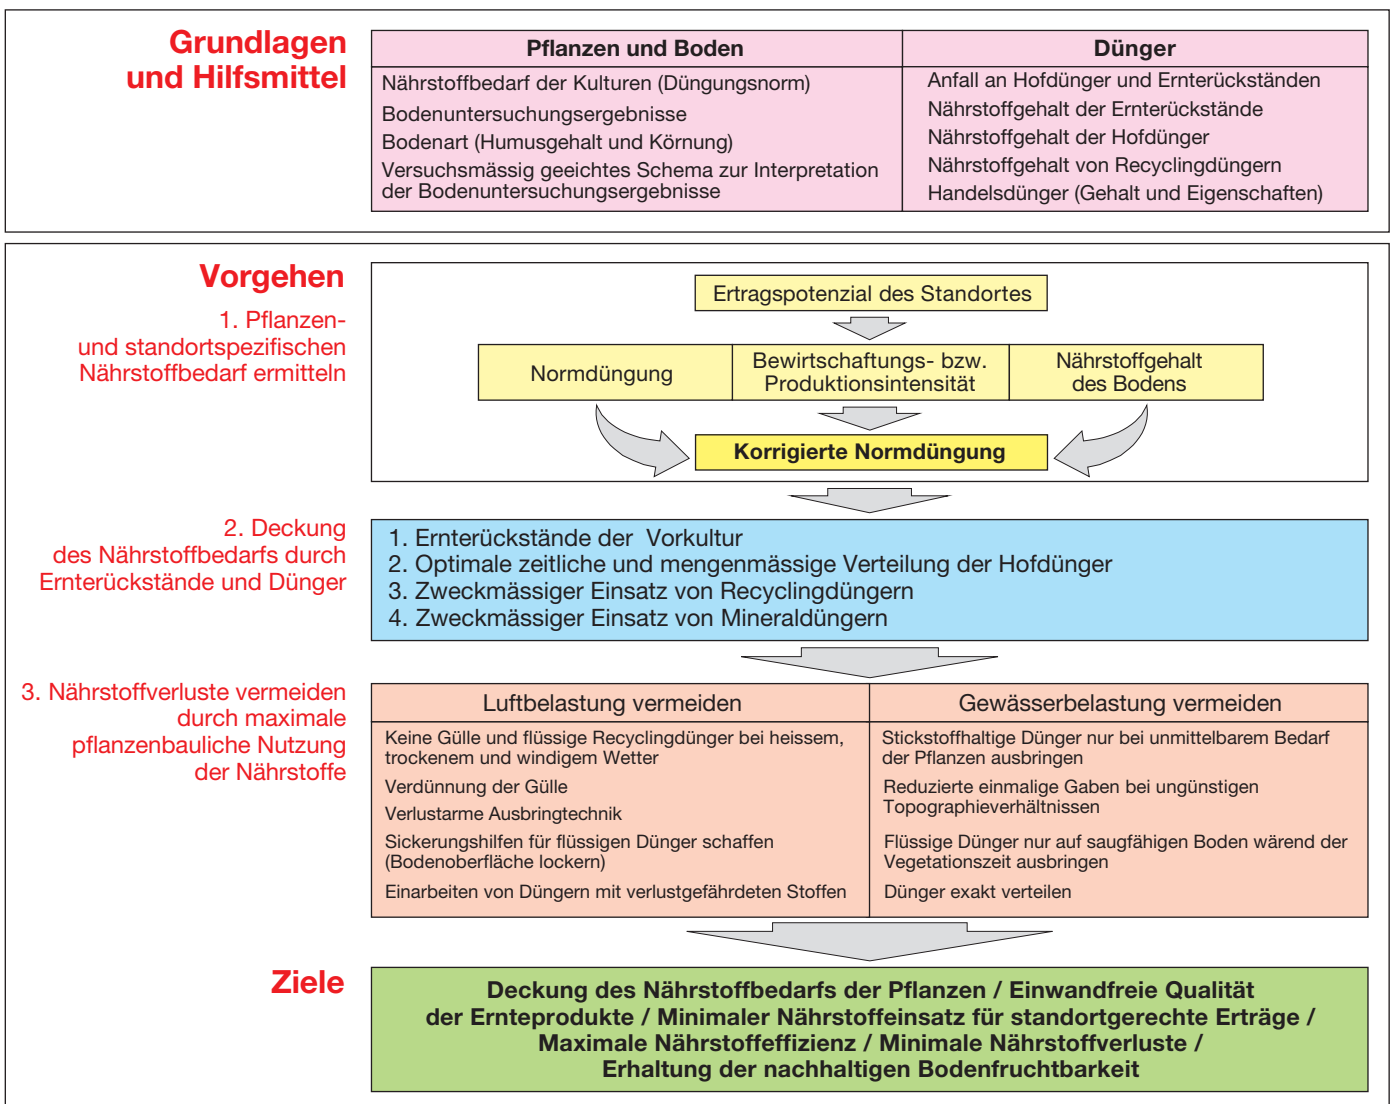 Grundlagen
und Hilfsmittel
Pflanzen und Boden
Nährstoffbedarf der Kulturen (Düngungsnorm)
Bodenuntersuchungsergebnisse
Bodenart (Humusgehalt und Körnung)
Versuchsmässig geeichtes Schema zur Interpretation
der Bodenuntersuchungsergebnisse
Dünger
Anfall an Hofdünger und Ernterückständen
Nährstoffgehalt der Ernterückstände
Nährstoffgehalt der Hofdünger
Nährstoffgehalt von Recyclingdüngern
Handelsdünger (Gehalt und Eigenschaften)
Vorgehen
1. Pflanzen-
und standortspezifischen
Nährstoffbedarf ermitteln
Ertragspotenzial des Standortes
Normdüngung
Bewirtschaftungs- bzw.
Produktionsintensität
Nährstoffgehalt
des Bodens
Korrigierte Normdüngung
2. Deckung
des Nährstoffbedarfs durch
Ernterückstände und Dünger
1. Ernterückstände der Vorkultur
2. Optimale zeitliche und mengenmässige Verteilung der Hofdünger
3. Zweckmässiger Einsatz von Recyclingdüngern
4. Zweckmässiger Einsatz von Mineraldüngern
3. Nährstoffverluste vermeiden
durch maximale
pflanzenbauliche Nutzung
der Nährstoffe
Luftbelastung vermeiden
Keine Gülle und flüssige Recyclingdünger bei heissem,
trockenem und windigem Wetter
Verdünnung der Gülle
Verlustarme Ausbringtechnik
Sickerungshilfen für flüssigen Dünger schaffen
(Bodenoberfläche lockern)
Einarbeiten von Düngern mit verlustgefährdeten Stoffen
Gewässerbelastung vermeiden
Stickstoffhaltige Dünger nur bei unmittelbarem Bedarf
der Pflanzen ausbringen
Reduzierte einmalige Gaben bei ungünstigen
Topographieverhältnissen
Flüssige Dünger nur auf saugfähigen Boden wärend der
Vegetationszeit ausbringen
Dünger exakt verteilen
Ziele
Deckung des Nährstoffbedarfs der Pflanzen / Einwandfreie Qualität
der Ernteprodukte / Minimaler Nährstoffeinsatz für standortgerechte Erträge /
Maximale Nährstoffeffizienz / Minimale Nährstoffverluste /
Erhaltung der nachhaltigen Bodenfruchtbarkeit